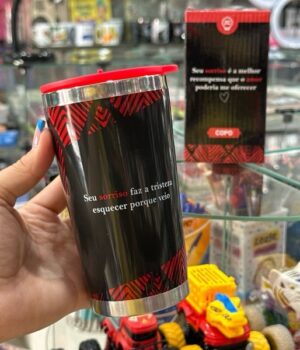 Seu sorriso é a melhor
recompensa que o amor
poderia me oferecer
COPO
Seu sorriso faz a tristeza
esquecer porque veio